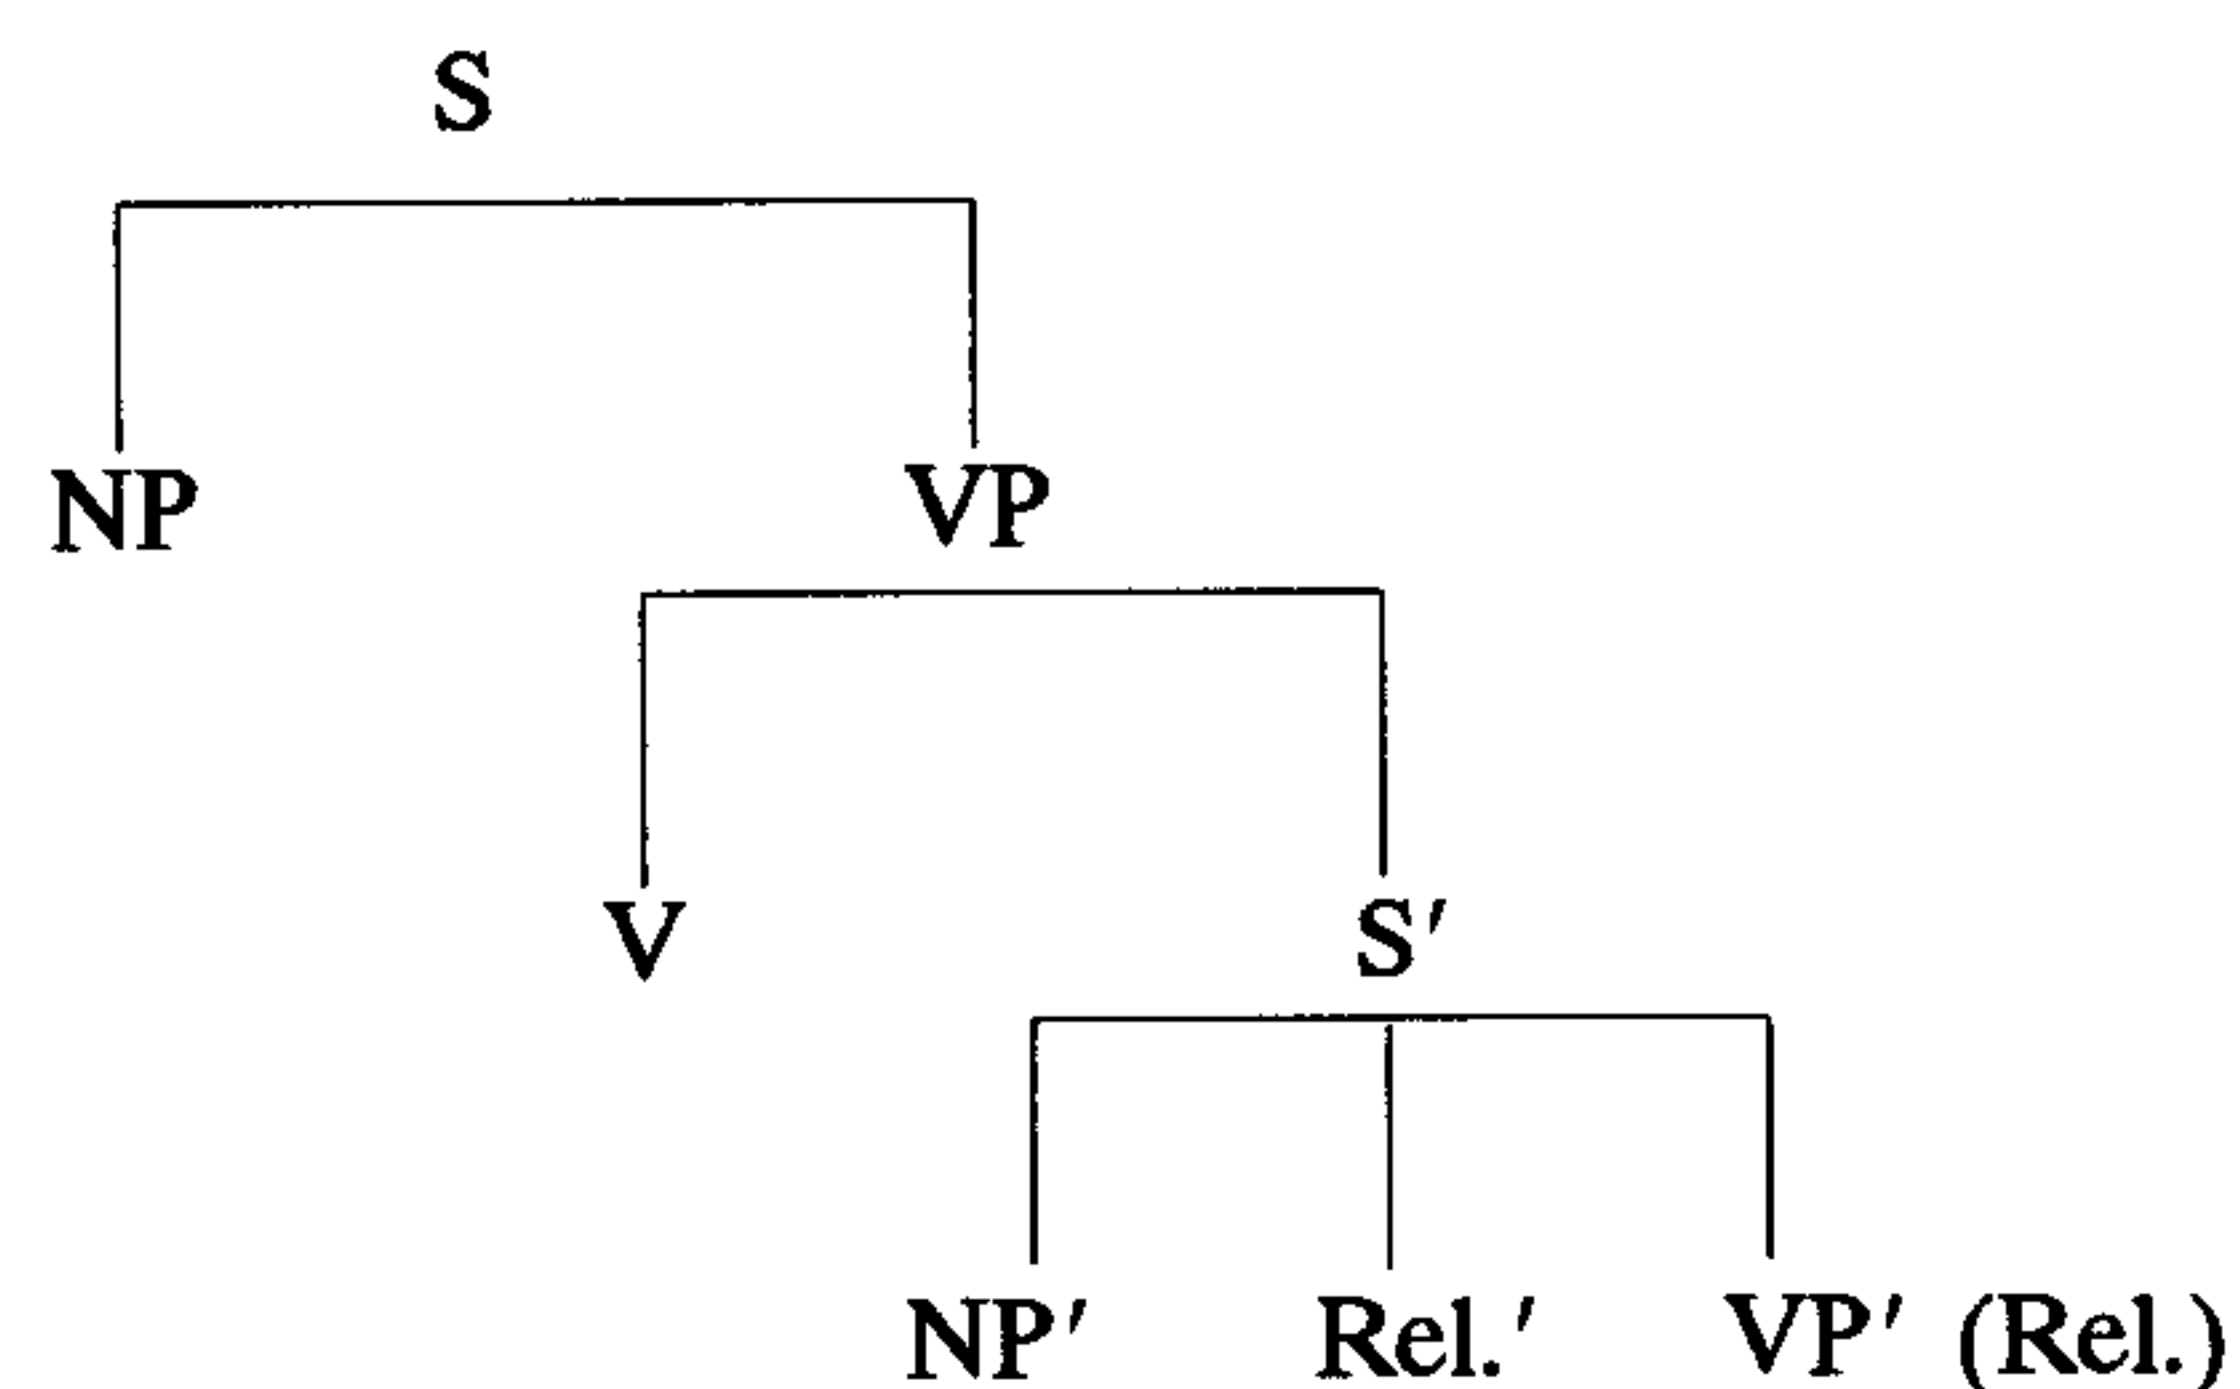 S
NP VP
V S′
NP′ Rel.′ VP′ (Rel.)